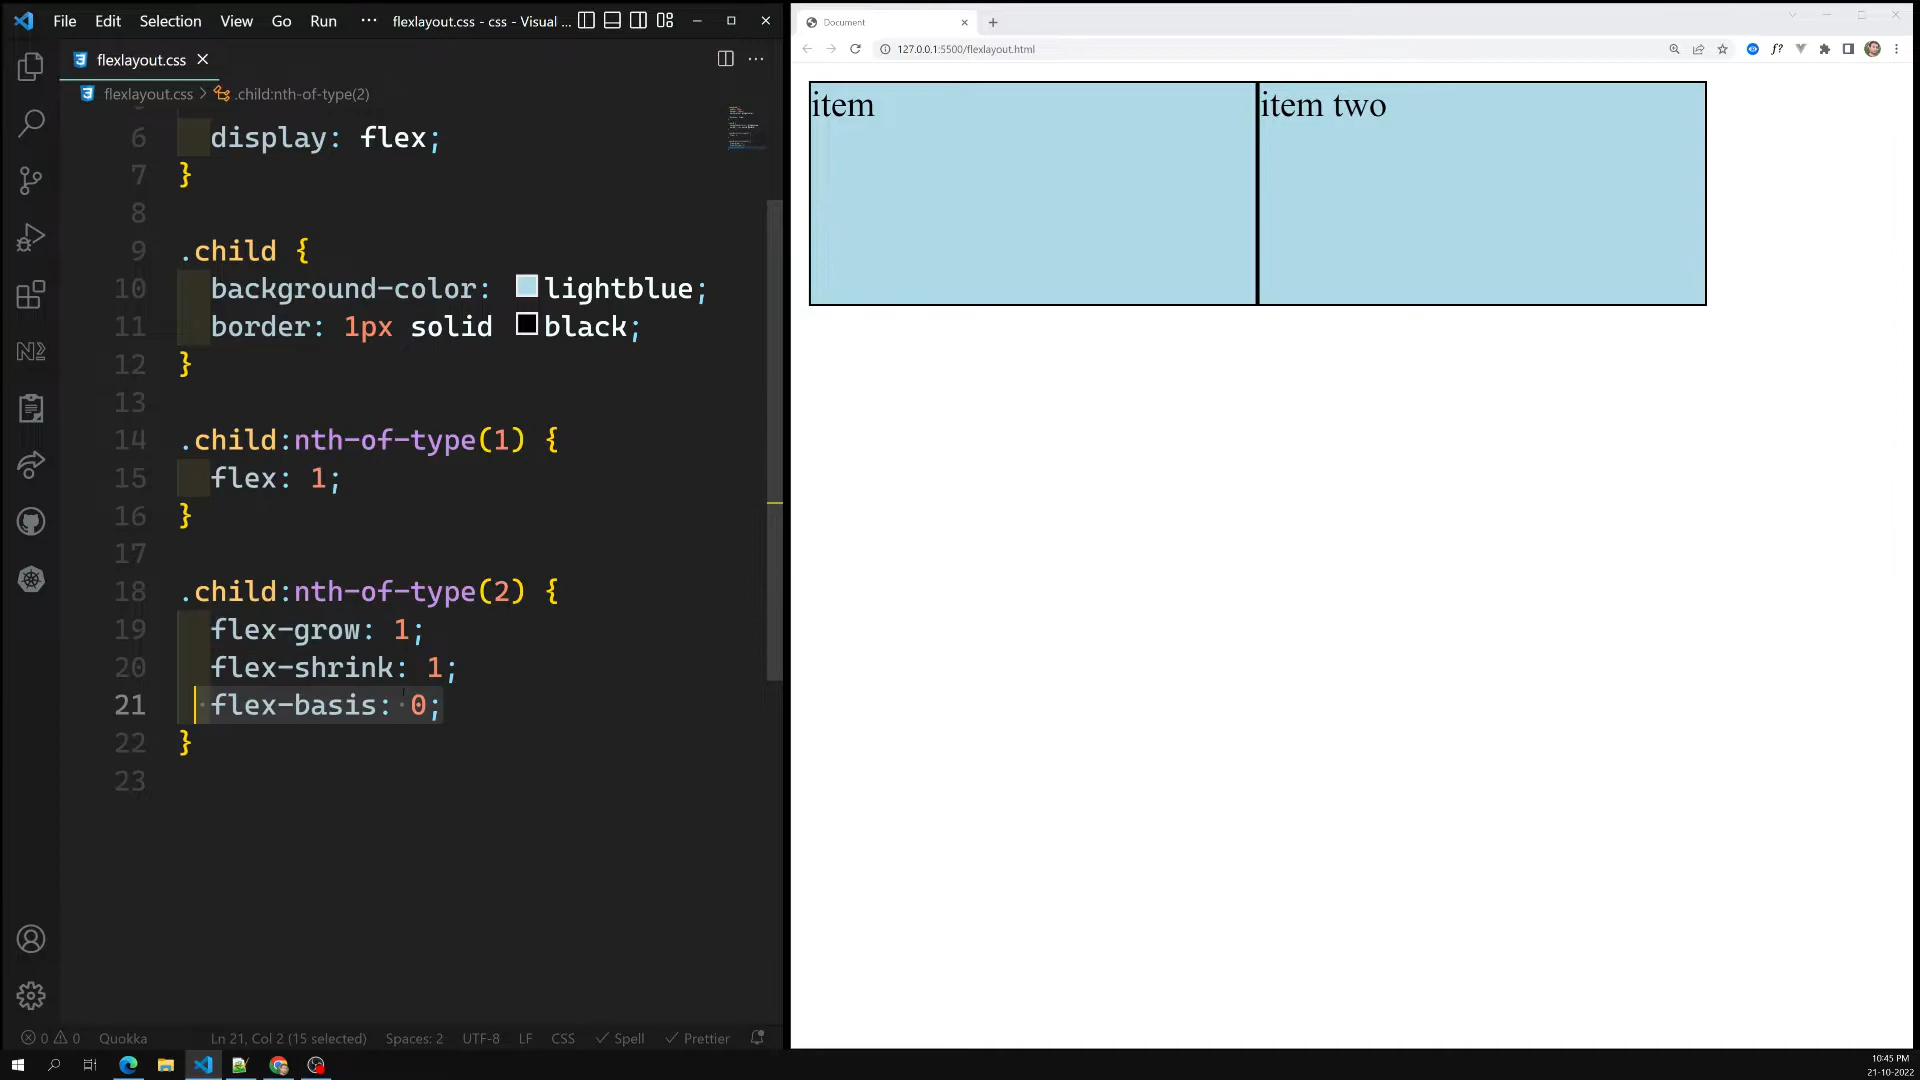 File Edit Selection View Go Run ··· flexlayout.css - css - Visual ...
flexlayout.css
flexlayout.css > .child:nth-of-type(2)
6 display: flex;
7 }
8
9 .child {
10 background-color: lightblue;
11 border: 1px solid black;
12 }
13
14 .child:nth-of-type(1) {
15 flex: 1;
16 }
17
18 .child:nth-of-type(2) {
19 flex-grow: 1;
20 flex-shrink: 1;
21 flex-basis: 0;
22 }
23
0 0 Quokka Ln 21, Col 2 (15 selected) Spaces: 2 UTF-8 LF CSS Spell Prettier
Document
127.0.0.1:5500/flexlayout.html
f?
item
item two
10:45 PM
21-10-2022